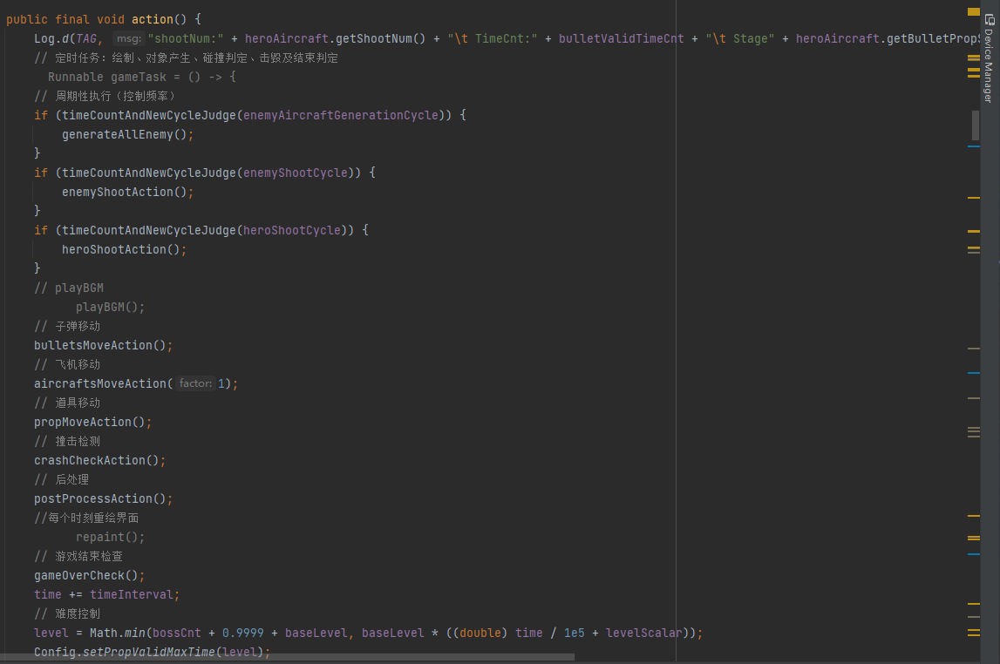 public final void action() {
Log.d(TAG, msg: "shootNum:" + heroAircraft.getShootNum() + "\t TimeCnt:" + bulletValidTimeCnt + "\t Stage" + heroAircraft.getBulletProp
// 定时任务：绘制、对象产生、碰撞判定、击毁及结束判定
Runnable gameTask = () -> {
// 周期性执行（控制频率）
if (timeCountAndNewCycleJudge(enemyAircraftGenerationCycle)) {
generateAllEnemy();
}
if (timeCountAndNewCycleJudge(enemyShootCycle)) {
enemyShootAction();
}
if (timeCountAndNewCycleJudge(heroShootCycle)) {
heroShootAction();
}
// playBGM
playBGM();
// 子弹移动
bulletsMoveAction();
// 飞机移动
aircraftsMoveAction( factor: 1);
// 道具移动
propMoveAction();
// 撞击检测
crashCheckAction();
// 后处理
postProcessAction();
//每个时刻重绘界面
repaint();
// 游戏结束检查
gameOverCheck();
time += timeInterval;
// 难度控制
level = Math.min(bossCnt + 0.9999 + baseLevel, baseLevel * ((double) time / 1e5 + levelScalar));
Config.setPropValidMaxTime(level);
Device Manager